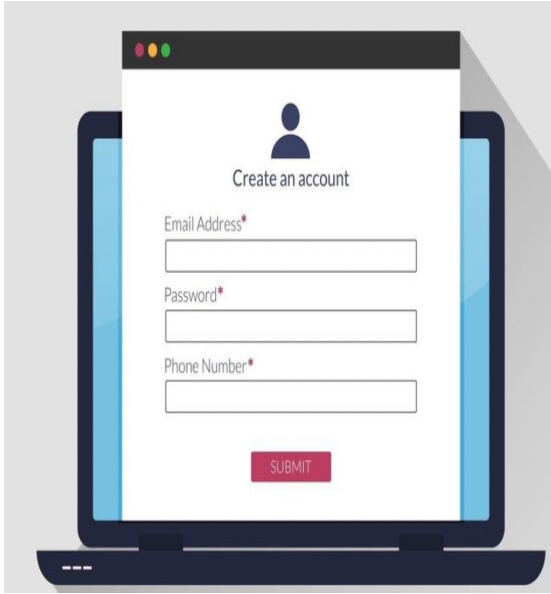 Create an account
Email Address*
Password*
Phone Number*
SUBMIT